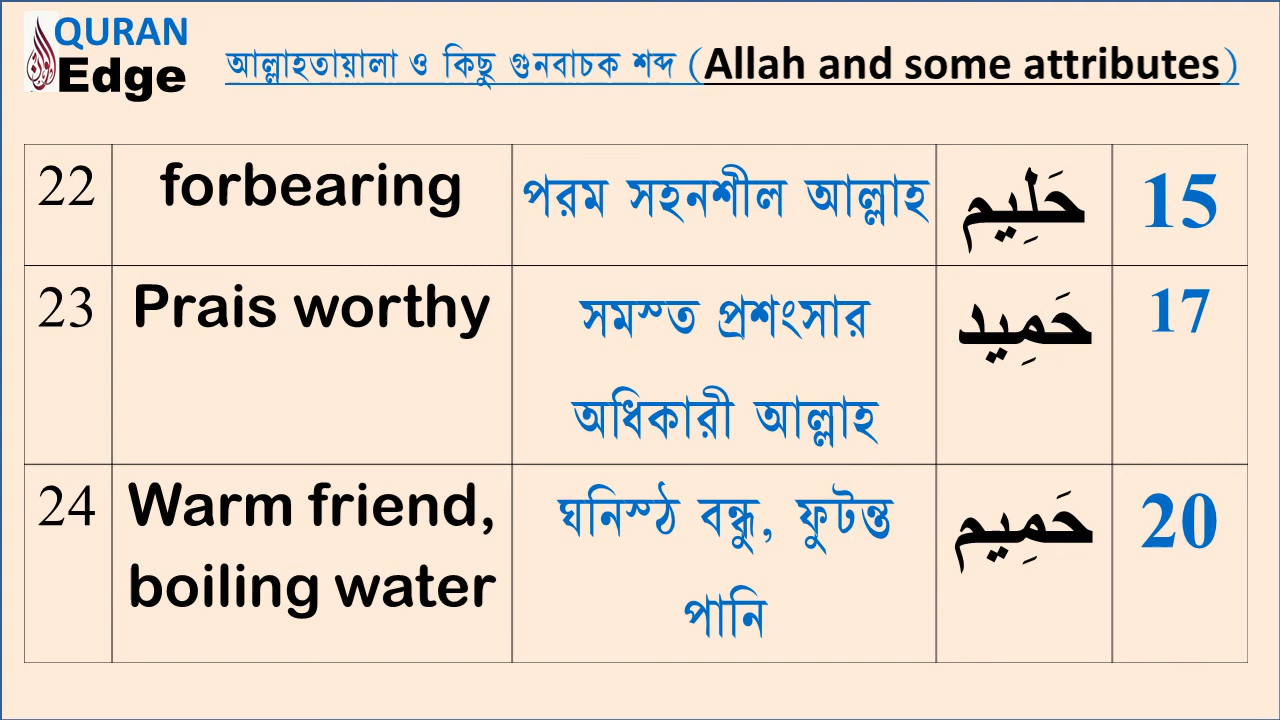 QURAN
Edge
আল্লাহতায়ালা ও কিছু গুনবাচক শব্দ (Allah and some attributes)
22 forbearing পরম সহনশীল আল্লাহ حَلِيم 15
23 Prais worthy সমস্ত প্রশংসার حَمِيد 17
অধিকারী আল্লাহ
24 Warm friend, ঘনিস্ঠ বন্ধু, ফুটন্ত حَمِيم 20
boiling water পানি